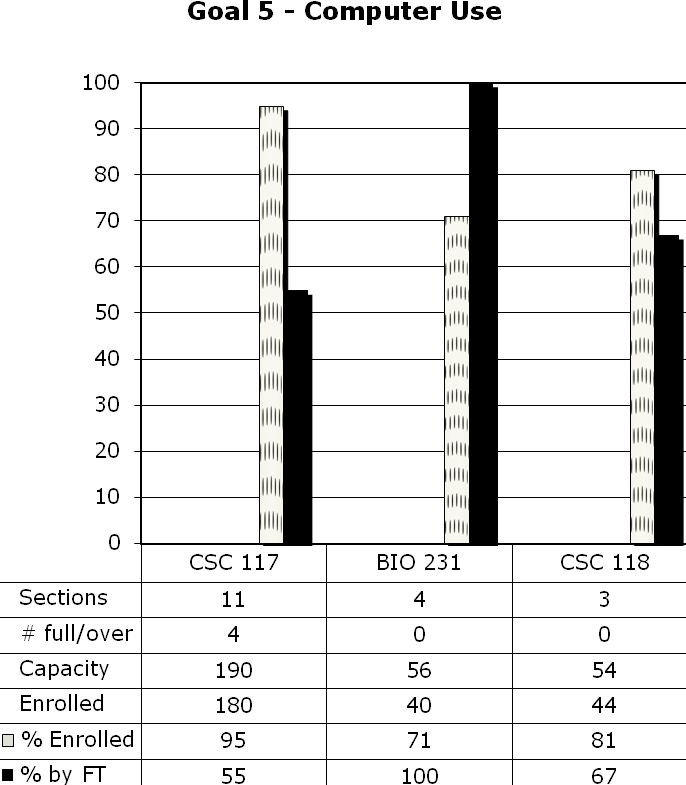 Goal 5 - Computer Use
100
90
80
70
60
50
40
30
20
10
0
CSC 117 BIO 231 CSC 118
Sections 11 4 3
# full/over 4 0 0
Capacity 190 56 54
Enrolled 180 40 44
% Enrolled 95 71 81
% by FT 55 100 67